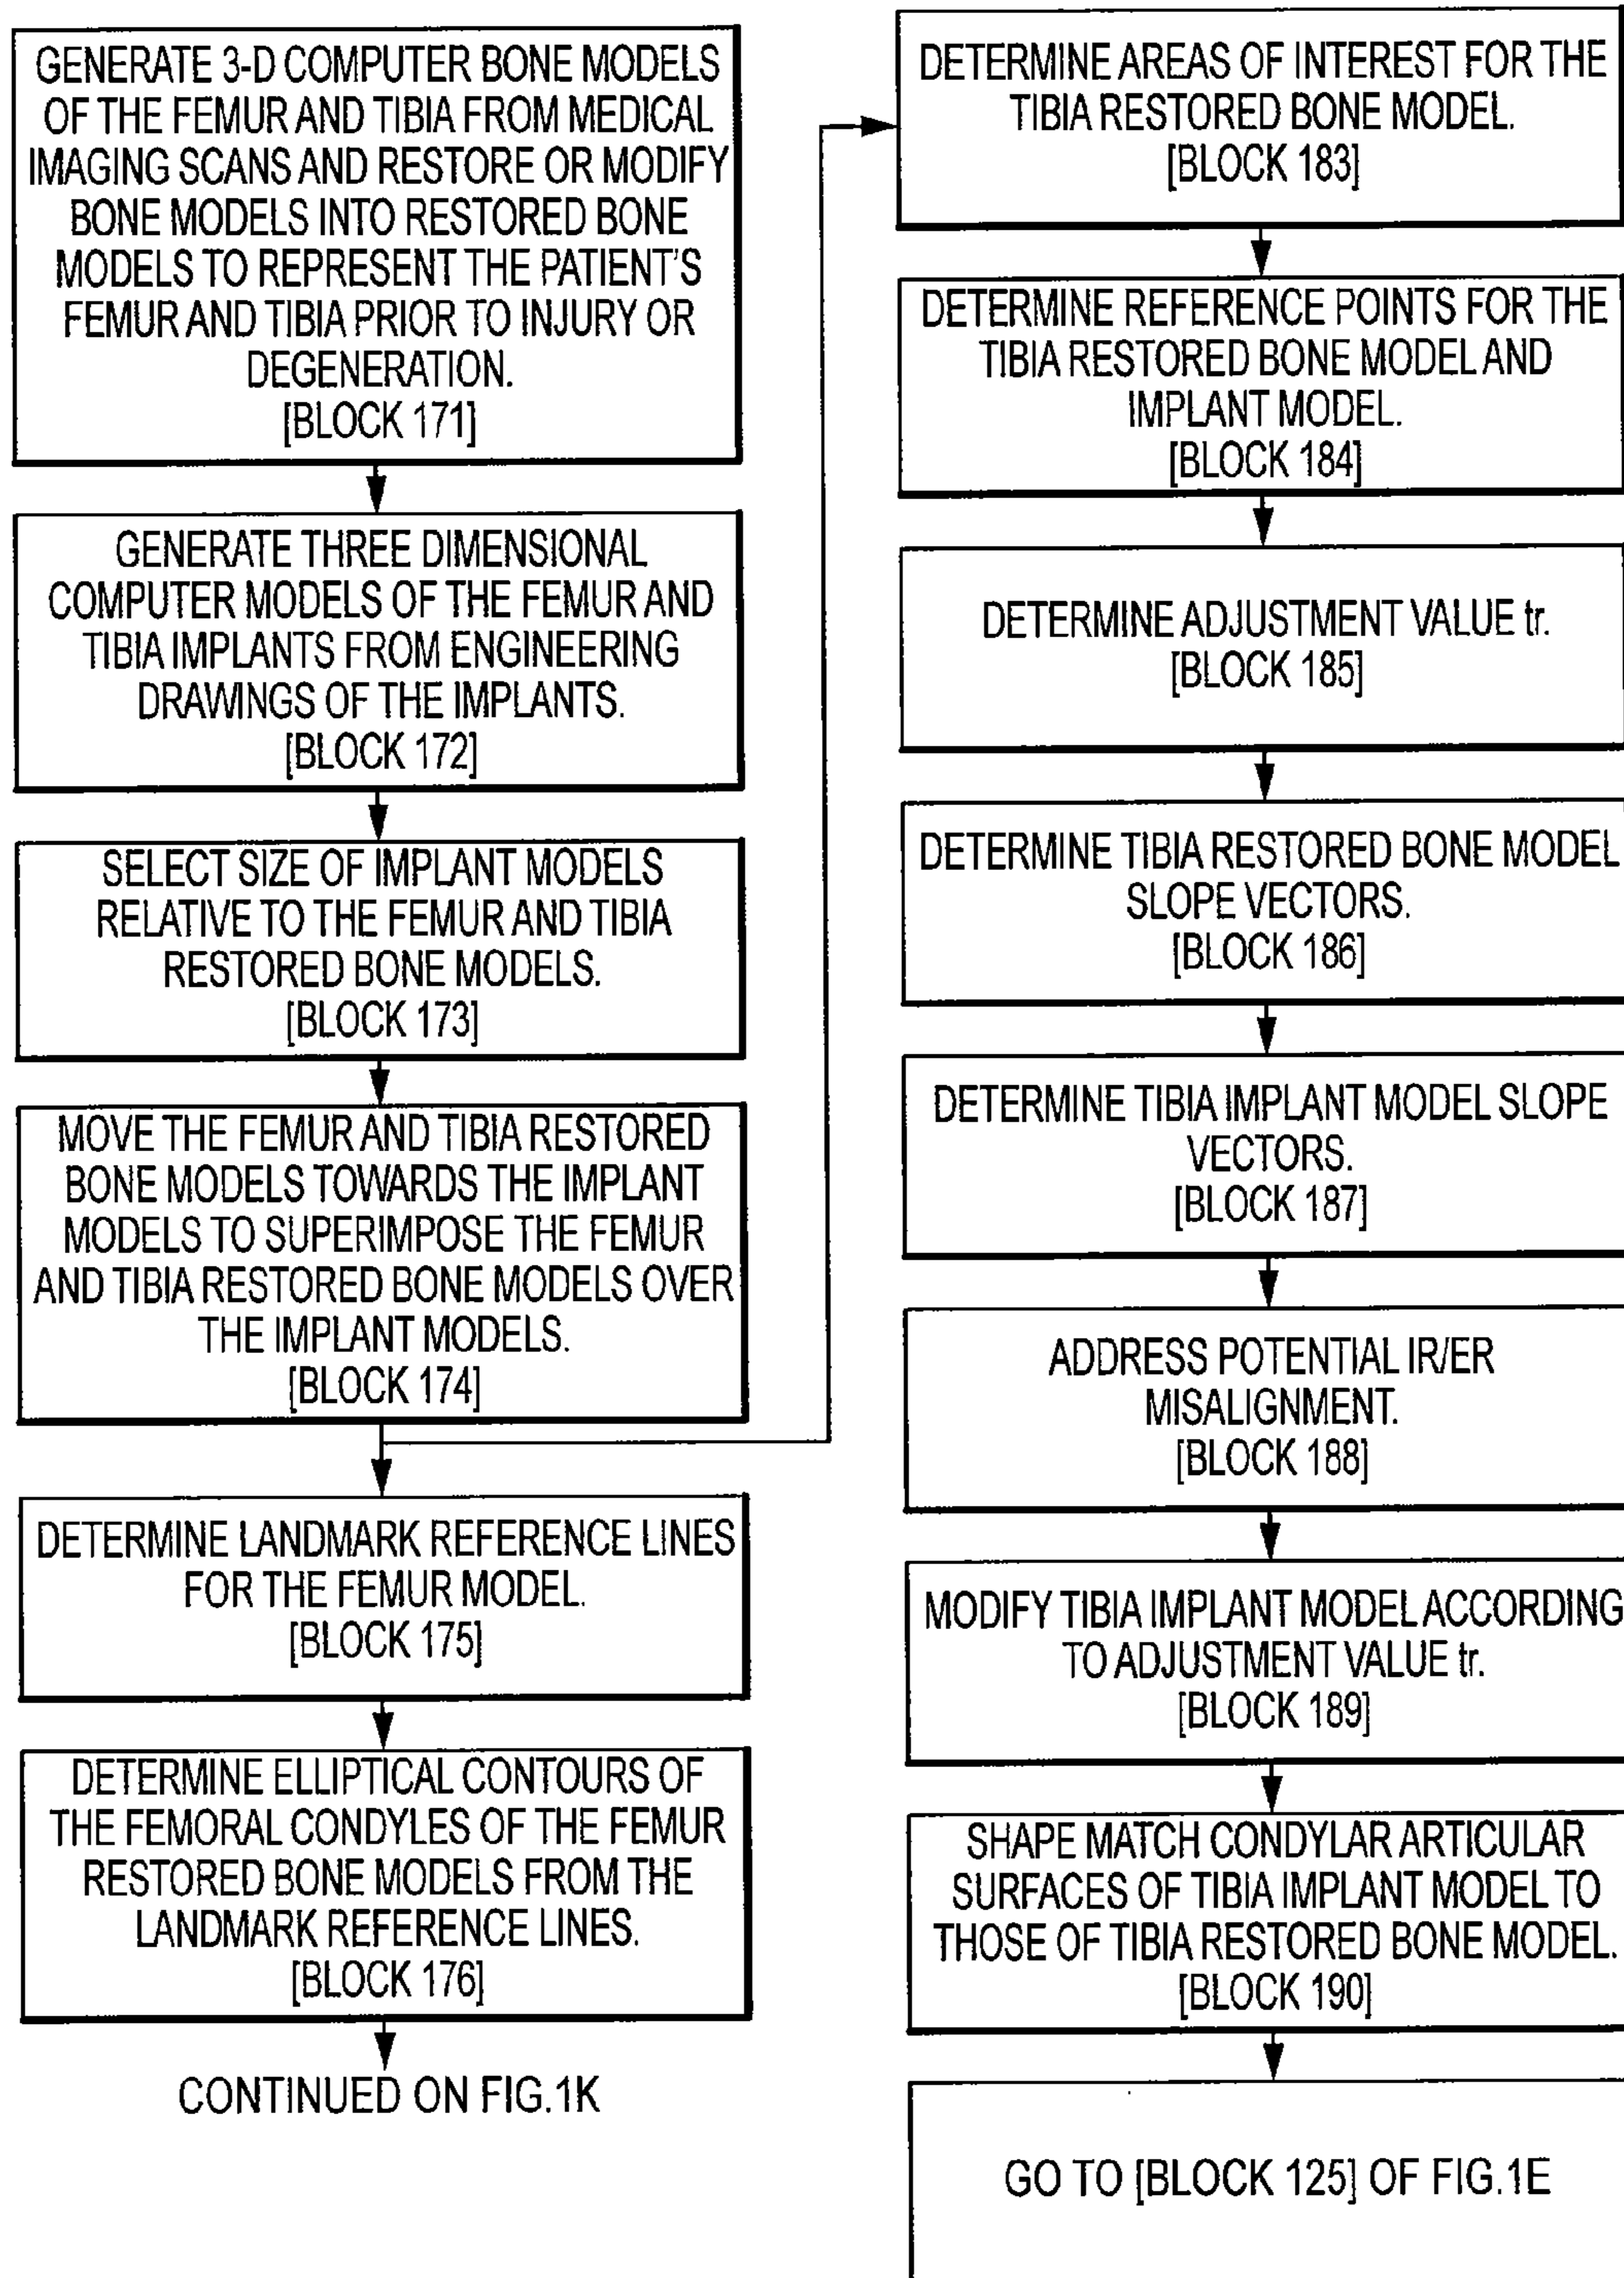 GENERATE 3-D COMPUTER BONE MODELS
OF THE FEMUR AND TIBIA FROM MEDICAL
IMAGING SCANS AND RESTORE OR MODIFY
BONE MODELS INTO RESTORED BONE
MODELS TO REPRESENT THE PATIENT'S
FEMUR AND TIBIA PRIOR TO INJURY OR
DEGENERATION.
[BLOCK 171]
GENERATE THREE DIMENSIONAL
COMPUTER MODELS OF THE FEMUR AND
TIBIA IMPLANTS FROM ENGINEERING
DRAWINGS OF THE IMPLANTS.
[BLOCK 172]
SELECT SIZE OF IMPLANT MODELS
RELATIVE TO THE FEMUR AND TIBIA
RESTORED BONE MODELS.
[BLOCK 173]
MOVE THE FEMUR AND TIBIA RESTORED
BONE MODELS TOWARDS THE IMPLANT
MODELS TO SUPERIMPOSE THE FEMUR
AND TIBIA RESTORED BONE MODELS OVER
THE IMPLANT MODELS.
[BLOCK 174]
DETERMINE LANDMARK REFERENCE LINES
FOR THE FEMUR MODEL.
[BLOCK 175]
DETERMINE ELLIPTICAL CONTOURS OF
THE FEMORAL CONDYLES OF THE FEMUR
RESTORED BONE MODELS FROM THE
LANDMARK REFERENCE LINES.
[BLOCK 176]
CONTINUED ON FIG.1K
DETERMINE AREAS OF INTEREST FOR THE
TIBIA RESTORED BONE MODEL.
[BLOCK 183]
DETERMINE REFERENCE POINTS FOR THE
TIBIA RESTORED BONE MODEL AND
IMPLANT MODEL.
[BLOCK 184]
DETERMINE ADJUSTMENT VALUE tr.
[BLOCK 185]
DETERMINE TIBIA RESTORED BONE MODEL
SLOPE VECTORS.
[BLOCK 186]
DETERMINE TIBIA IMPLANT MODEL SLOPE
VECTORS.
[BLOCK 187]
ADDRESS POTENTIAL IR/ER
MISALIGNMENT.
[BLOCK 188]
MODIFY TIBIA IMPLANT MODEL ACCORDING
TO ADJUSTMENT VALUE tr.
[BLOCK 189]
SHAPE MATCH CONDYLAR ARTICULAR
SURFACES OF TIBIA IMPLANT MODEL TO
THOSE OF TIBIA RESTORED BONE MODEL.
[BLOCK 190]
GO TO [BLOCK 125] OF FIG.1E